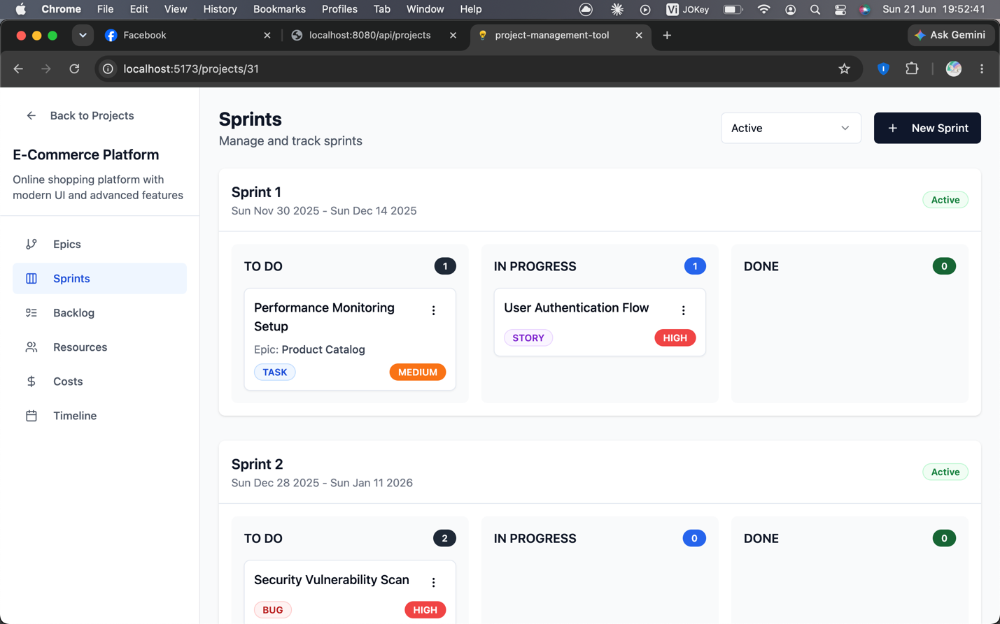 Chrome File Edit View History Bookmarks Profiles Tab Window Help Vi JOKey Sun 21 Jun 19:52:41
Facebook localhost:8080/api/projects project-management-tool Ask Gemini
localhost:5173/projects/31
Back to Projects
E-Commerce Platform
Online shopping platform with
modern UI and advanced features
Epics
Sprints
Backlog
Resources
Costs
Timeline
Sprints
Manage and track sprints
Active
New Sprint
Sprint 1
Sun Nov 30 2025 - Sun Dec 14 2025
Active
TO DO 1
Performance Monitoring
Setup
Epic: Product Catalog
TASK MEDIUM
IN PROGRESS 1
User Authentication Flow
STORY HIGH
DONE 0
Sprint 2
Sun Dec 28 2025 - Sun Jan 11 2026
Active
TO DO 2
Security Vulnerability Scan
BUG HIGH
IN PROGRESS 0
DONE 0